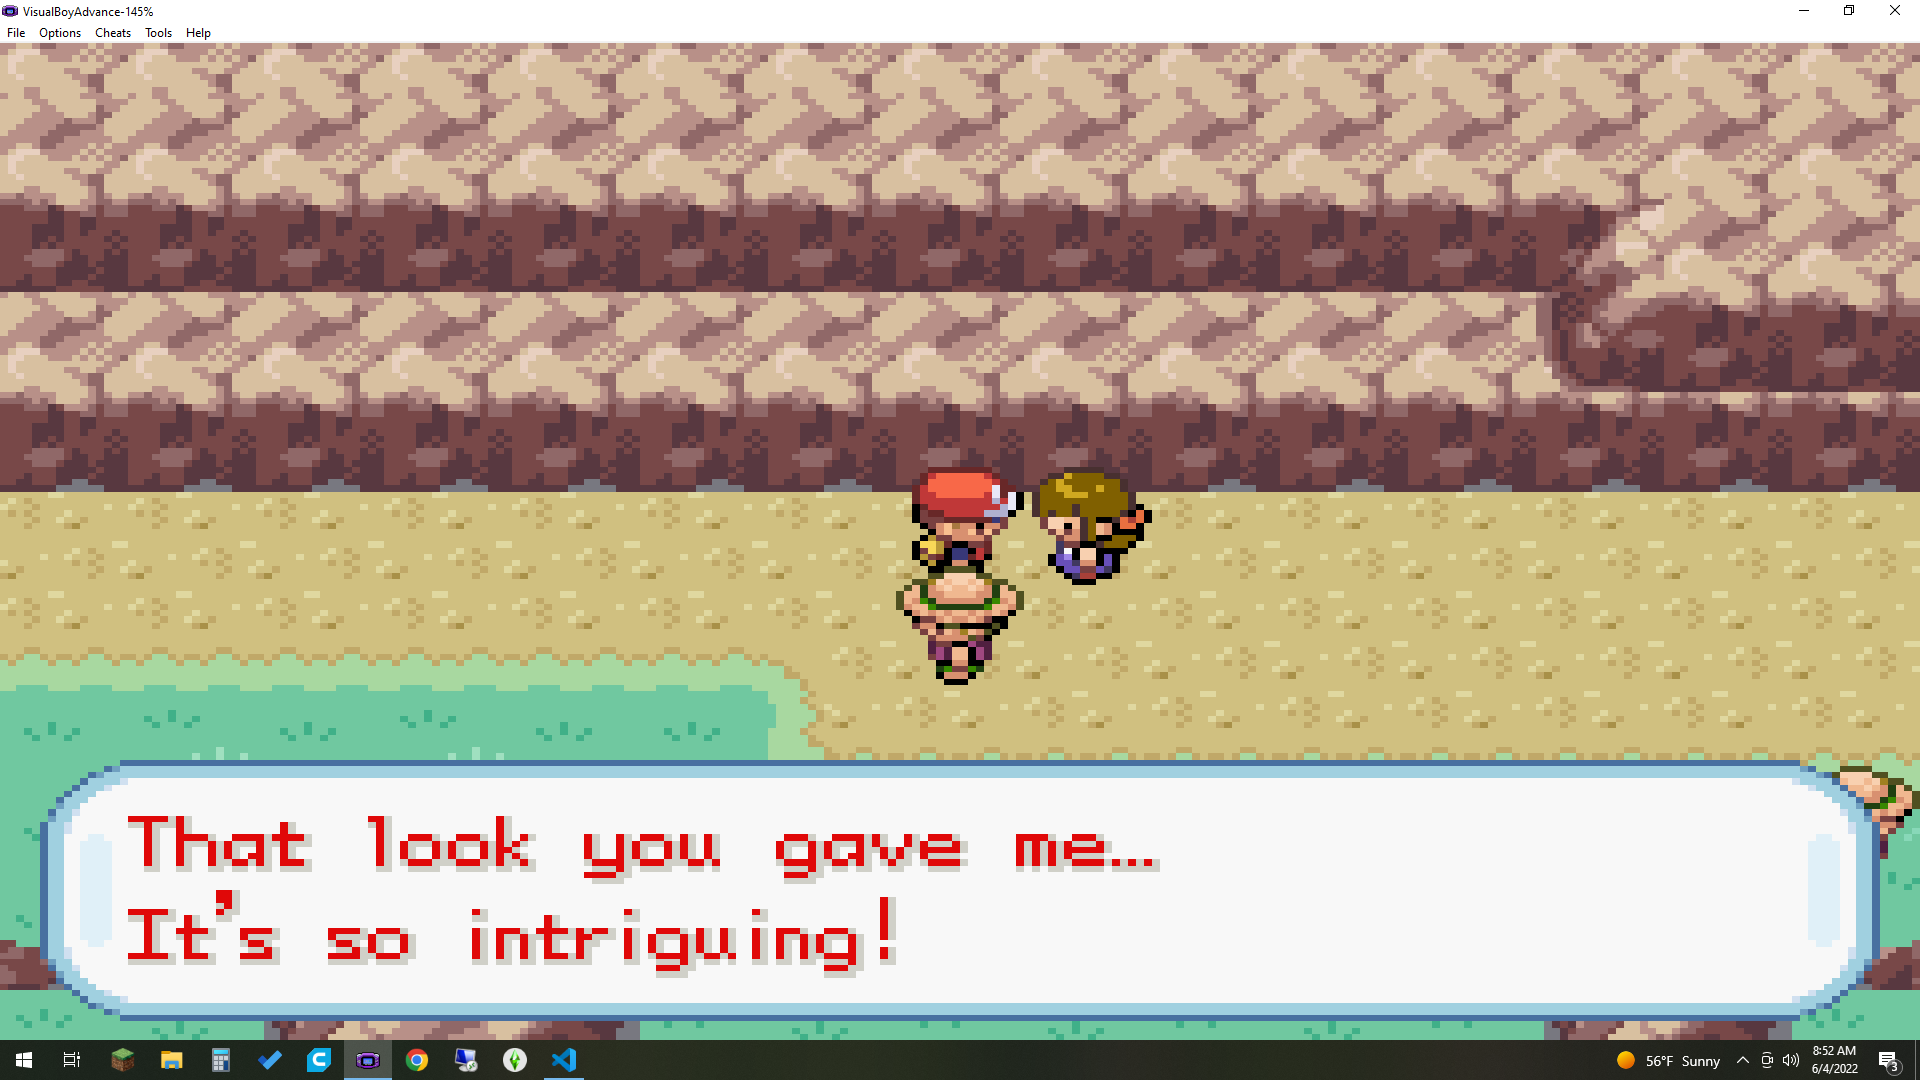 VisualBoyAdvance-145%
File Options Cheats Tools Help
That look you gave me…
It's so intriguing!
56°F Sunny
8:52 AM
6/4/2022
3